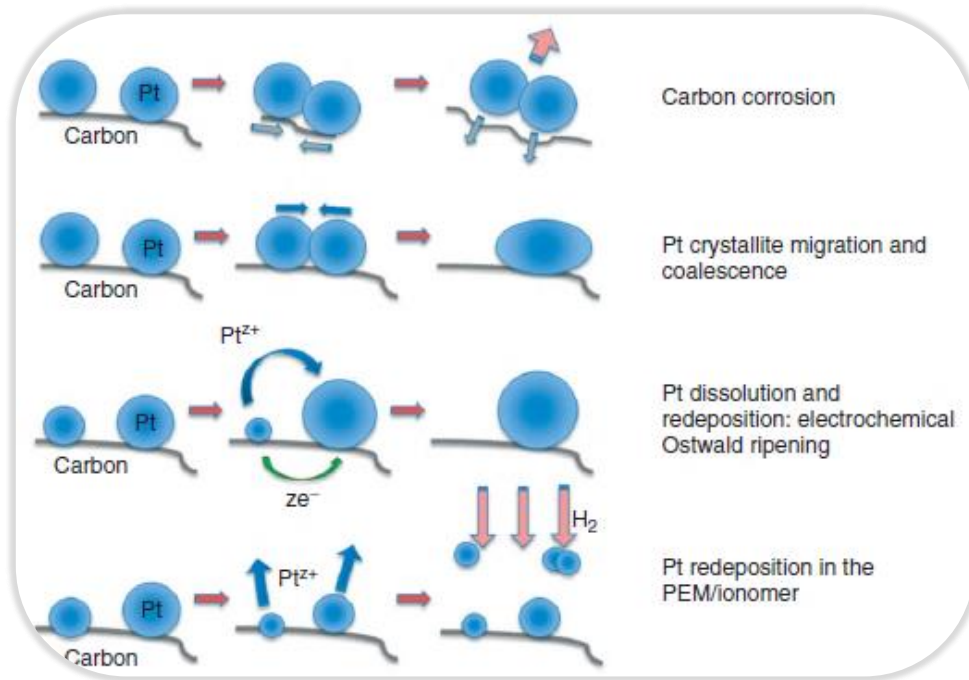 Pt
Carbon
Carbon corrosion
Pt
Carbon
Pt crystallite migration and
coalescence
Ptᶻ⁺
Pt
Carbon
ze⁻
Pt dissolution and
redeposition: electrochemical
Ostwald ripening
H₂
Ptᶻ⁺
Pt
Carbon
Pt redeposition in the
PEM/ionomer